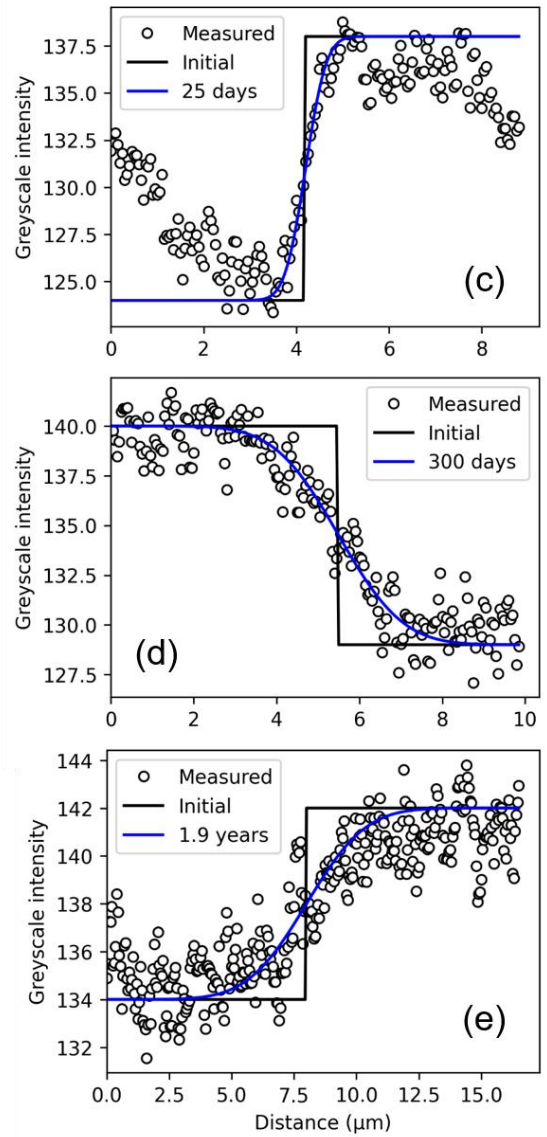 137.5
135.0
132.5
130.0
127.5
125.0
Greyscale intensity
Measured
Initial
25 days
(c)
0 2 4 6 8
140.0
137.5
135.0
132.5
130.0
127.5
Greyscale intensity
Measured
Initial
300 days
(d)
0 2 4 6 8 10
144
142
140
138
136
134
132
Greyscale intensity
Measured
Initial
1.9 years
(e)
0.0 2.5 5.0 7.5 10.0 12.5 15.0
Distance (μm)